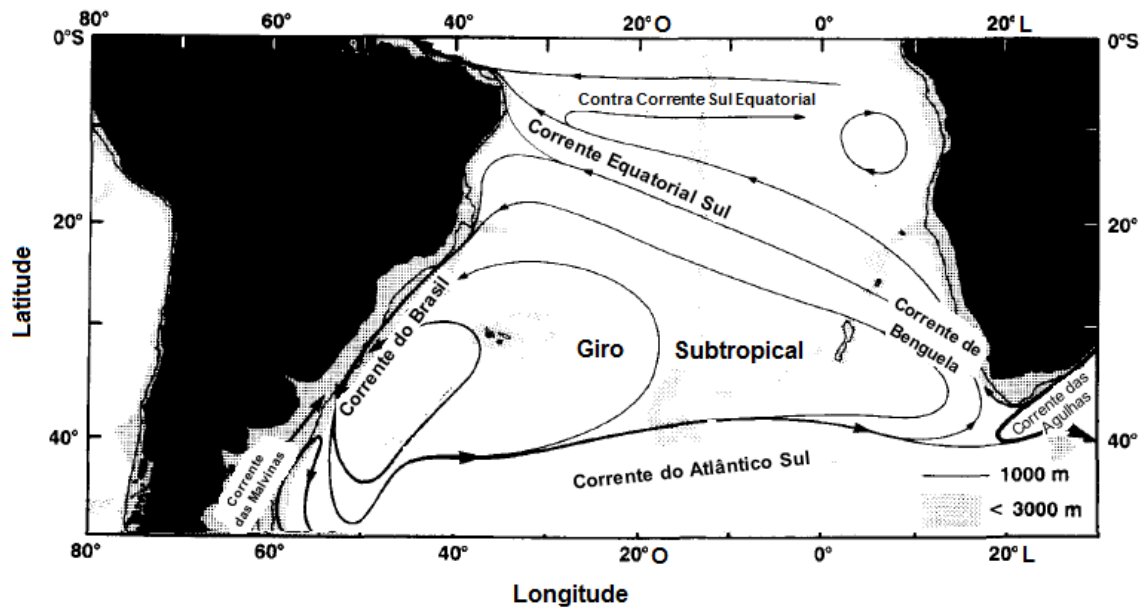 80° 60° 40° 20° O 0° 20° L
0°S 0°S
Contra Corrente Sul Equatorial
Corrente Equatorial Sul
20° 20°
Latitude
Corrente do Brasil
Corrente de
Benguela
Giro Subtropical
Corrente das
Agulhas
40° 40°
Corrente
das Malvinas
Corrente do Atlântico Sul
1000 m
< 3000 m
80° 60° 40° 20° O 0° 20° L
Longitude